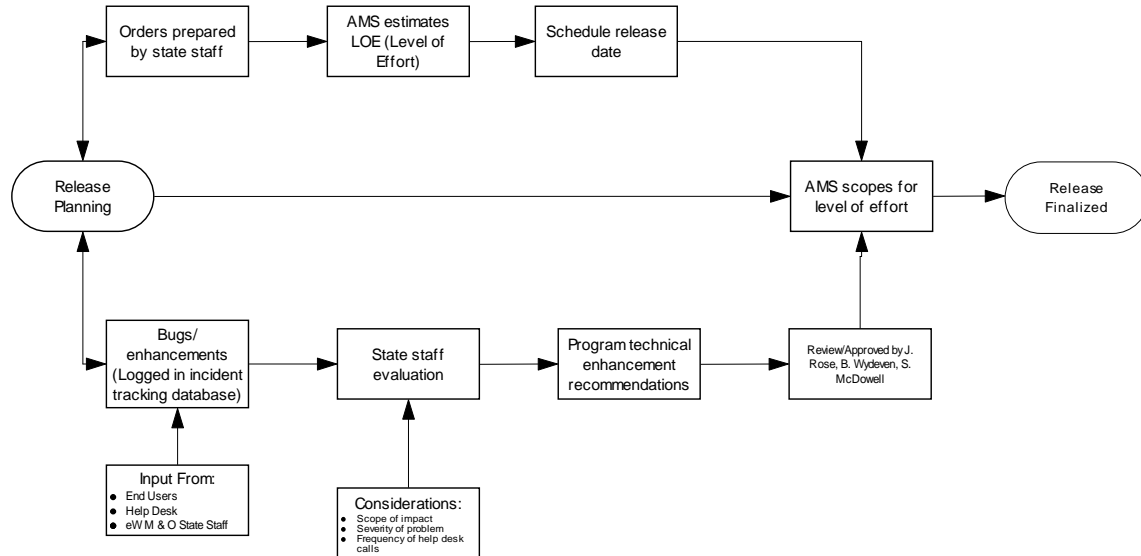 Orders prepared
by state staff
AMS estimates
LOE (Level of
Effort)
Schedule release
date
Release
Planning
AMS scopes for
level of effort
Release
Finalized
Bugs/
enhancements
(Logged in incident
tracking database)
State staff
evaluation
Program technical
enhancement
recommendations
Review/Approved by J.
Rose, B. Wydeven, S.
McDowell
Input From:
● End Users
● Help Desk
● eW M & O State Staff
Considerations:
● Scope of impact
● Severity of problem
● Frequency of help desk
calls